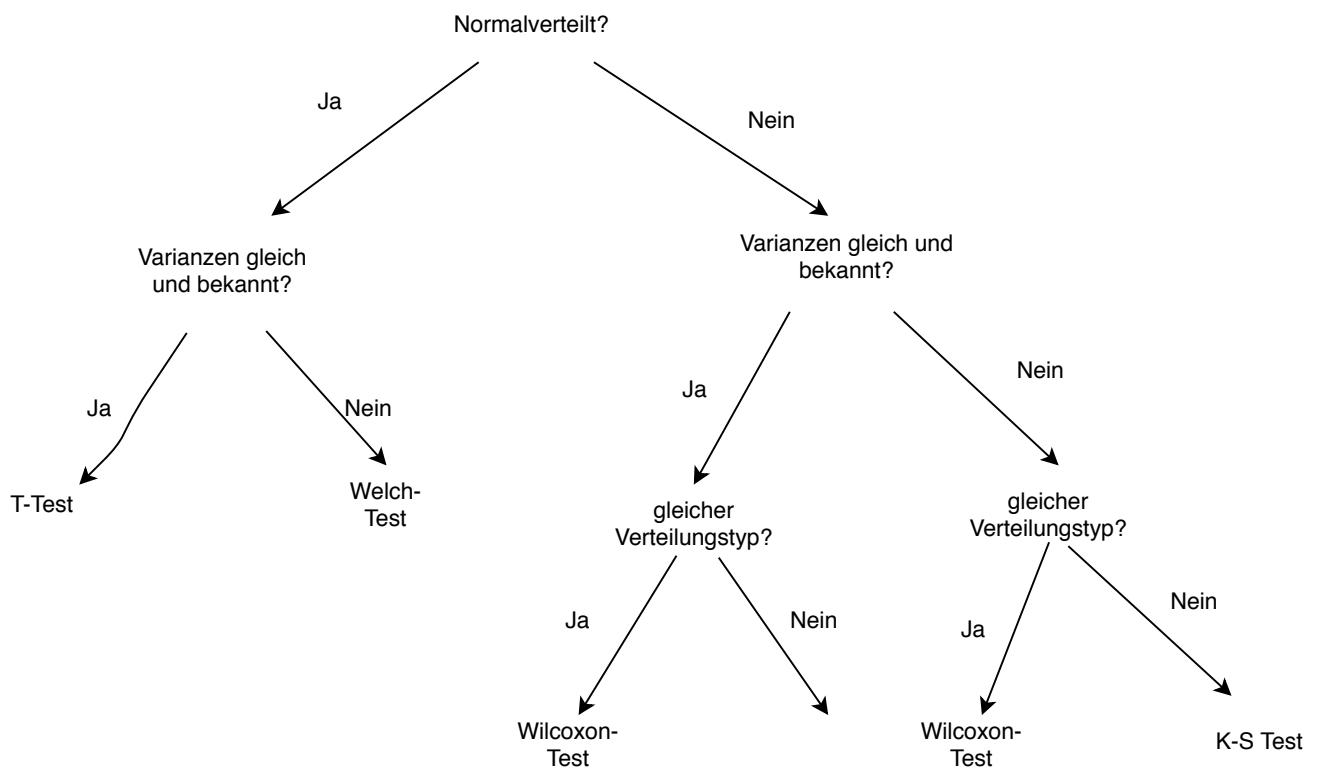 Normalverteilt?
Ja
Nein
Varianzen gleich
und bekannt?
Varianzen gleich und
bekannt?
Ja
Nein
Ja
Nein
T-Test
Welch-
Test
gleicher
Verteilungstyp?
gleicher
Verteilungstyp?
Ja
Nein
Ja
Nein
Wilcoxon-
Test
Wilcoxon-
Test
K-S Test